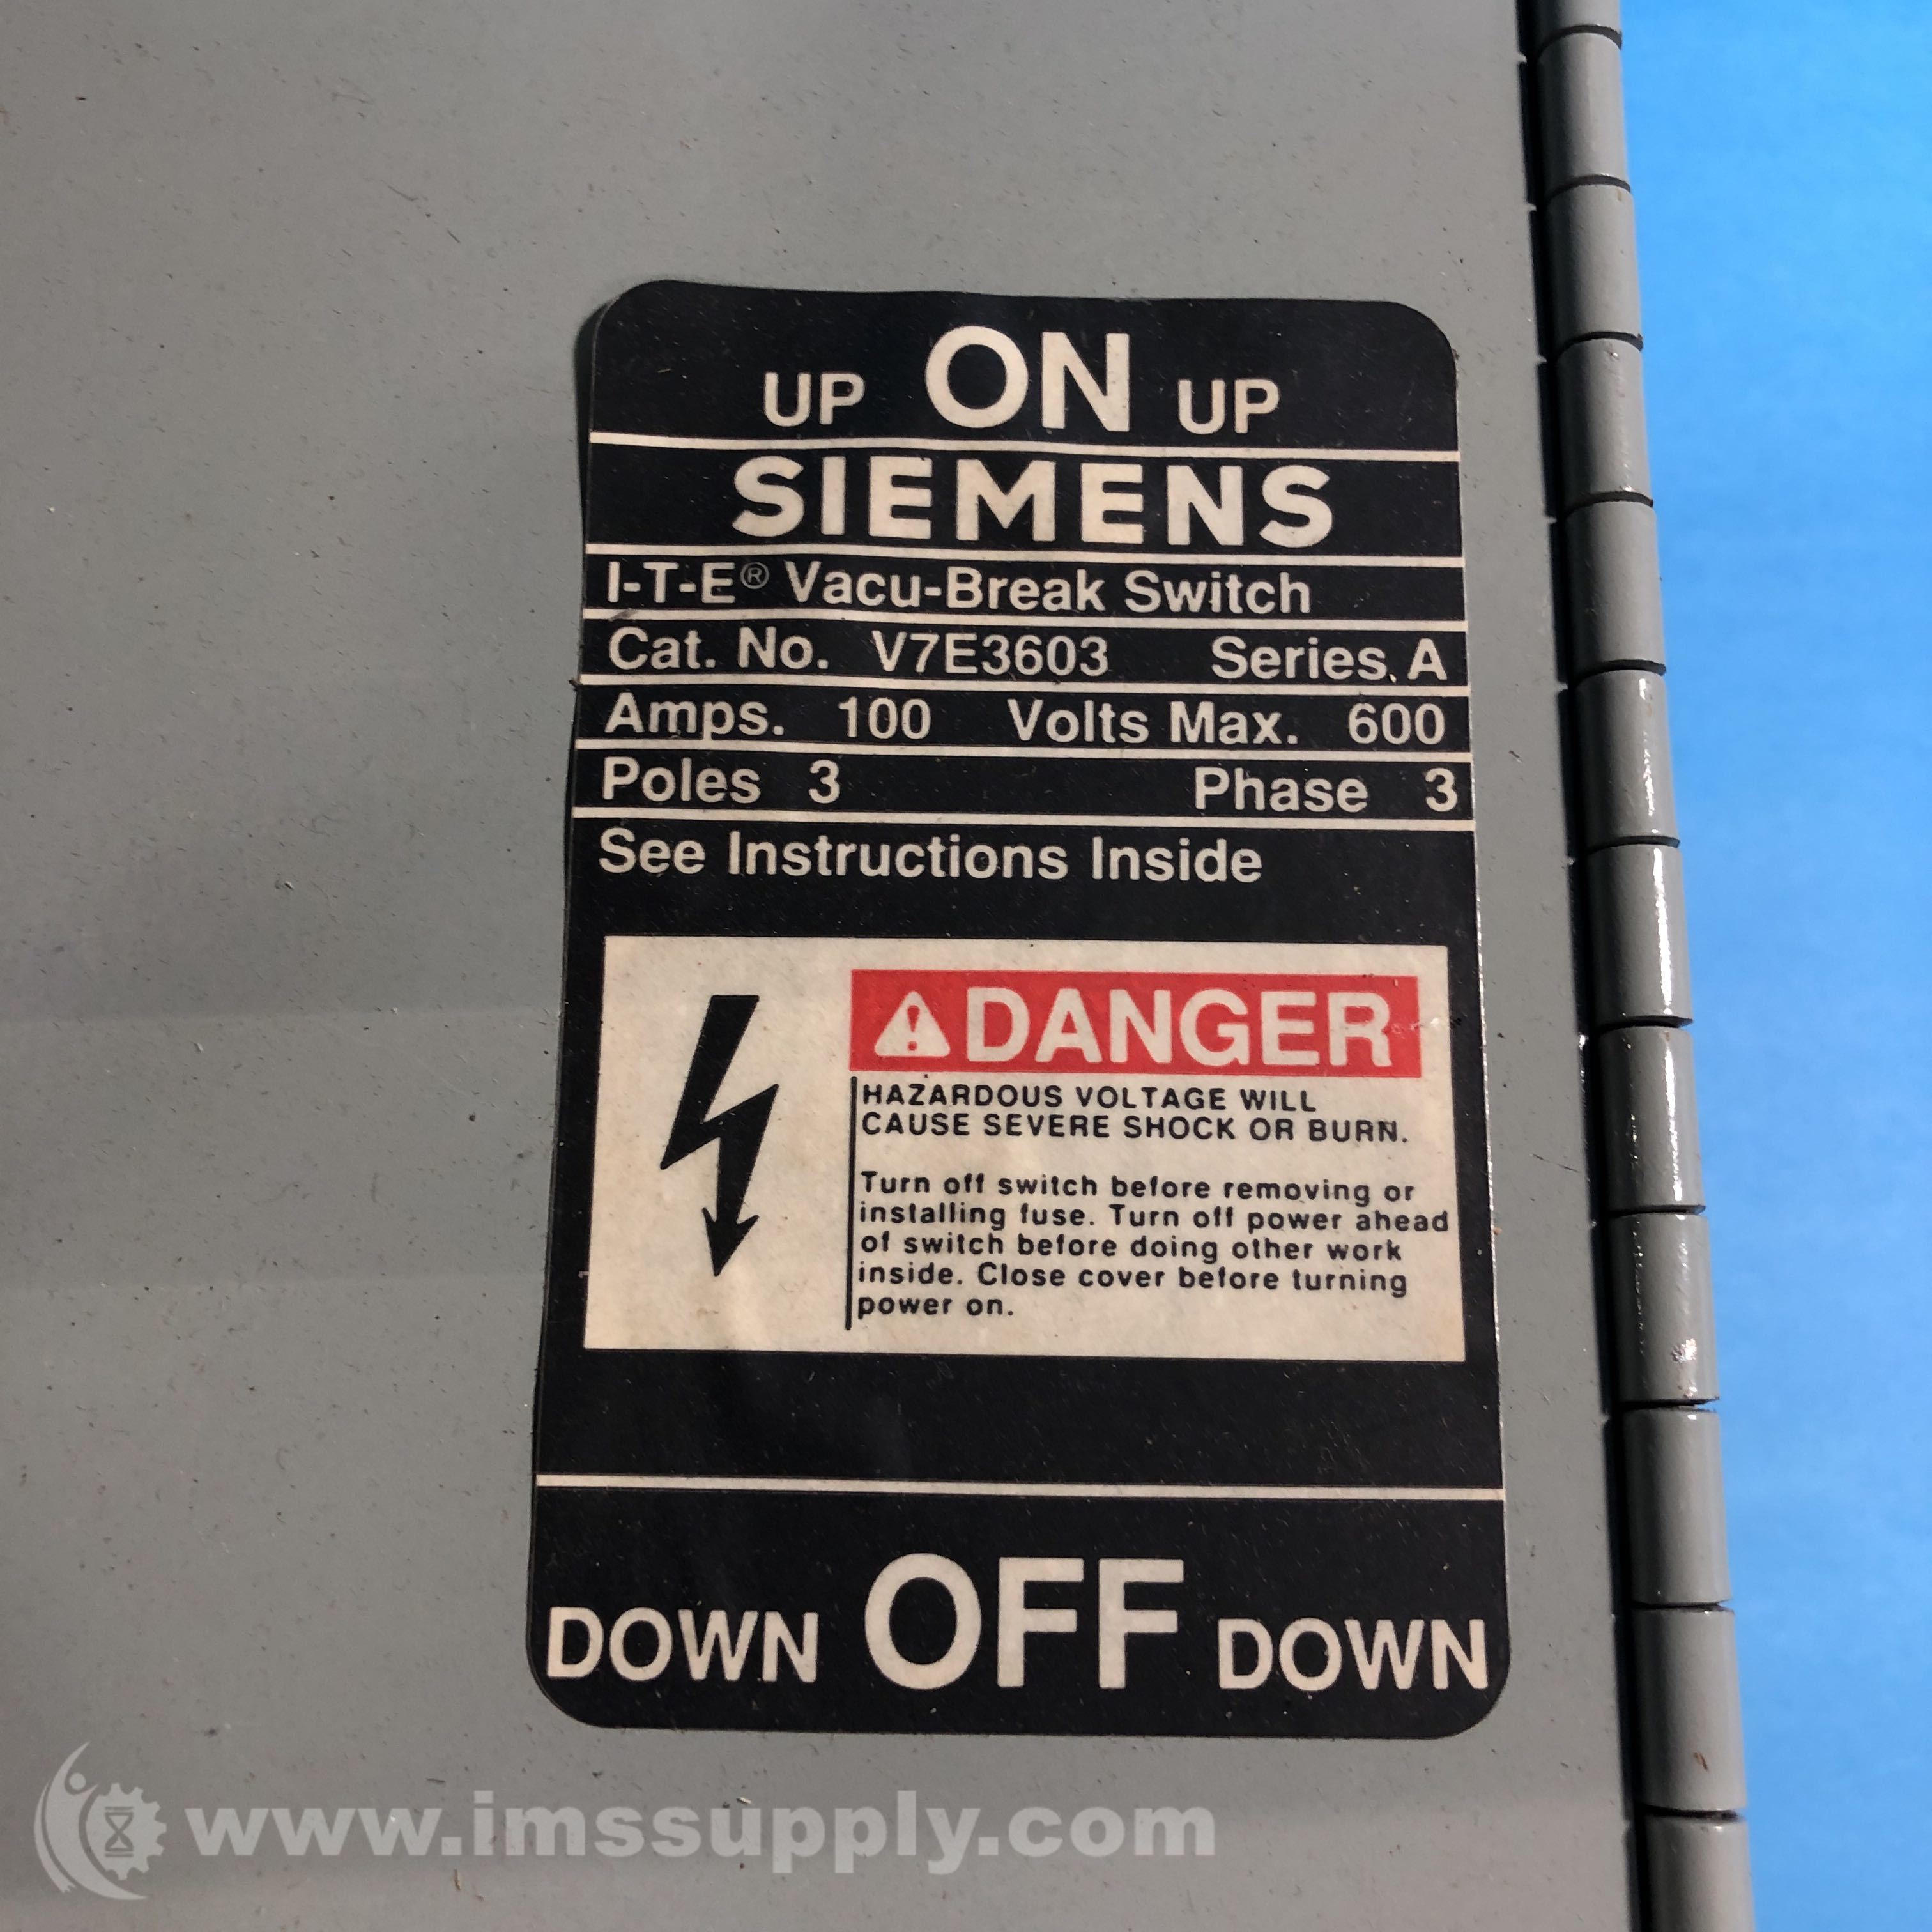 UP ON UP
SIEMENS
I-T-E® Vacu-Break Switch
Cat. No. V7E3603 Series A
Amps. 100 Volts Max. 600
Poles 3 Phase 3
See Instructions Inside
DANGER
HAZARDOUS VOLTAGE WILL
CAUSE SEVERE SHOCK OR BURN.
Turn off switch before removing or
installing fuse. Turn off power ahead
of switch before doing other work
inside. Close cover before turning
power on.
DOWN OFF DOWN
www.imssupply.com